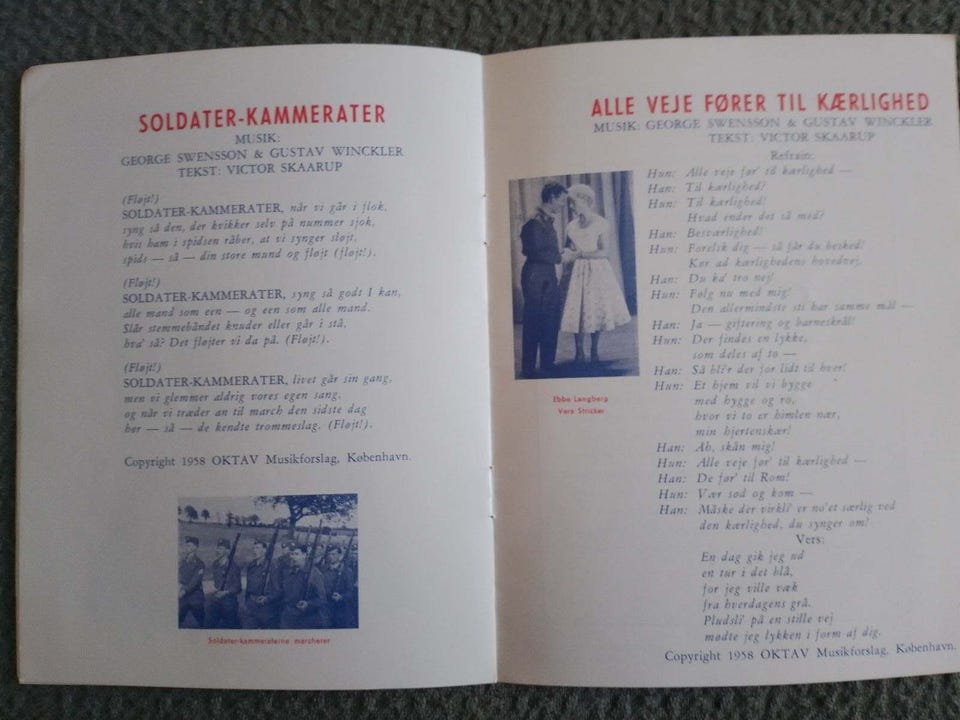 SOLDATER-KAMMERATER
MUSIK:
GEORGE SWENSSON & GUSTAV WINCKLER
TEKST: VICTOR SKAARUP
(Fløjt!)
SOLDATER-KAMMERATER, når vi går i flok,
syng så den, der kvikker selv på nummer sjok,
hvis ham i spidsen råber, at vi synger sløjt,
spids — så — din store mund og fløjt (fløjt!).
(Fløjt!)
SOLDATER-KAMMERATER, syng så godt I kan,
alle mand som een — og een som alle mand.
Slår stemmebåndet knuder eller går i stå,
hva' så? Det fløjter vi da på. (Fløjt!).
(Fløjt!)
SOLDATER-KAMMERATER, livet går sin gang,
men vi glemmer aldrig vores egen sang,
og når vi træder an til march den sidste dag
hør — så — de kendte trommeslag. (Fløjt!).
Copyright 1958 OKTAV Musikforslag, København.
Soldater-kammeraterne marcherer
ALLE VEJE FØRER TIL KÆRLIGHED
MUSIK: GEORGE SWENSSON & GUSTAV WINCKLER
TEKST: VICTOR SKAARUP
Refrain:
Hun: Alle veje før' til kærlighed —
Han: Til kærlighed?
Hun: Til kærlighed!
Hvad ender det så med?
Han: Besværlighed!
Hun: Forelsk dig — så får du besked!
Kør ad kærlighedens hovedvej.
Han: Du ka' tro nej!
Hun: Følg nu med mig!
Den allermindste sti har samme mål —
Han: Ja — giftering og barneskrål!
Hun: Der findes en lykke,
som deles af to —
Han: Så bli'r der for lidt til hver!
Hun: Et hjem vil vi bygge
med hygge og ro,
hvor vi to er himlen nær,
min hjertenskær!
Han: Åh, skån mig!
Hun: Alle veje før' til kærlighed —
Han: De før' til Rom!
Hun: Vær sød og kom —
Han: Måske der virkli' er no'et særlig ved
den kærlighed, du synger om?
Vers:
En dag gik jeg ud
en tur i det blå,
for jeg ville væk
fra hverdagens grå.
Pludsli' på en stille vej
mødte jeg lykken i form af dig.
Copyright 1958 OKTAV Musikforslag, København.
Ebbe Langberg
Vera Stricker